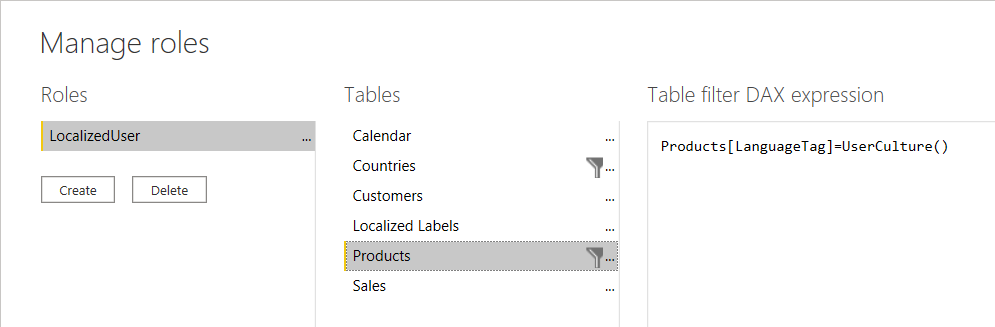 Manage roles
Roles
Tables
Table filter DAX expression
LocalizedUser ...
Create
Delete
Calendar ...
Countries ...
Customers ...
Localized Labels ...
Products ...
Sales ...
Products[LanguageTag]=UserCulture()